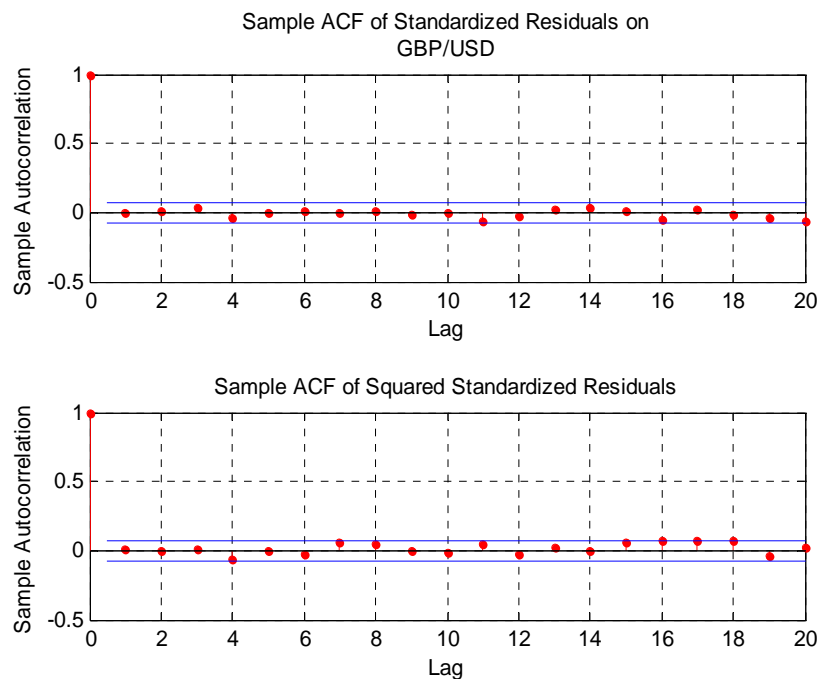 Sample ACF of Standardized Residuals on
GBP/USD
Sample Autocorrelation
1
0.5
0
-0.5
0 2 4 6 8 10 12 14 16 18 20
Lag
Sample ACF of Squared Standardized Residuals
Sample Autocorrelation
1
0.5
0
-0.5
0 2 4 6 8 10 12 14 16 18 20
Lag